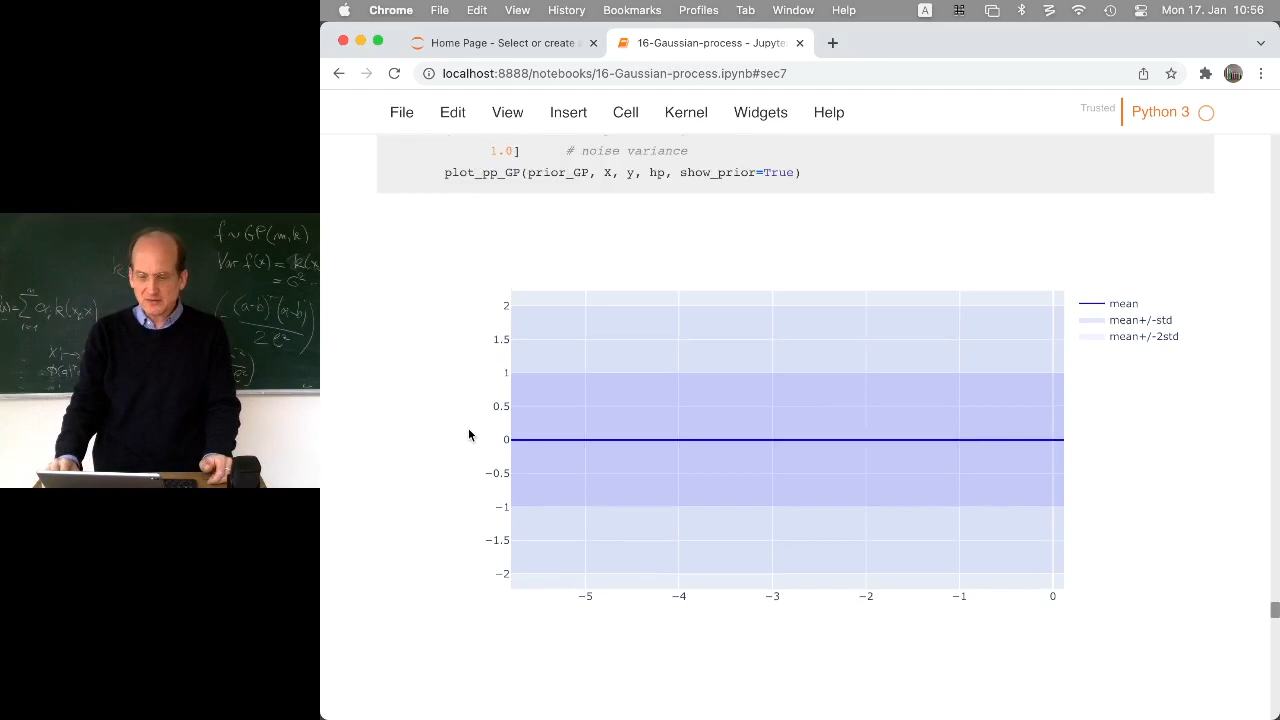 Chrome File Edit View History Bookmarks Profiles Tab Window Help A Mon 17. Jan 10:56
Home Page - Select or create a
16-Gaussian-process - Jupyte
localhost:8888/notebooks/16-Gaussian-process.ipynb#sec7
File Edit View Insert Cell Kernel Widgets Help
Trusted
Python 3
1.0] # noise variance
plot_pp_GP(prior_GP, X, y, hp, show_prior=True)
f ~ GP(m, k)
Var f(x) = k(x
= σ²
2 ℓ²
mean
mean+/-std
mean+/-2std
2
1.5
1
0.5
0
−0.5
−1
−1.5
−2
−5 −4 −3 −2 −1 0